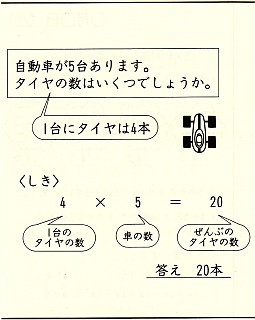 自動車が5台あります。
タイヤの数はいくつでしょうか。
1台にタイヤは4本
〈しき〉
4 × 5 = 20
1台の
タイヤの数
車の数
ぜんぶの
タイヤの数
答え 20本